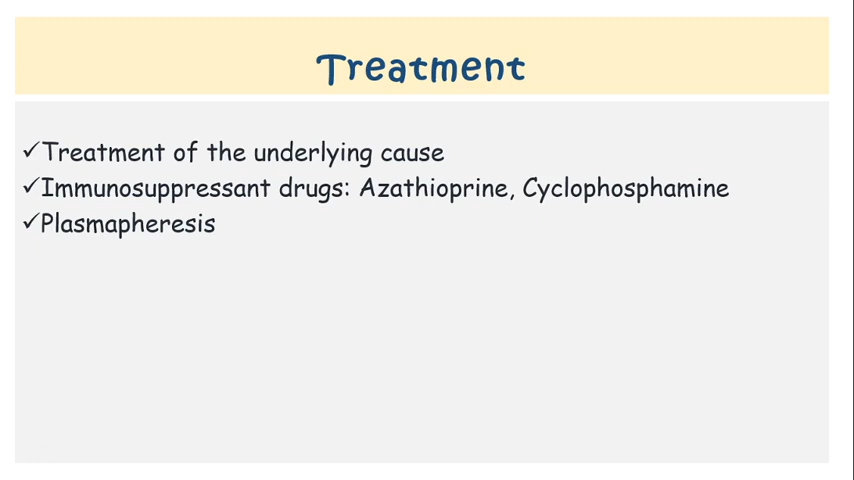 Treatment
✓Treatment of the underlying cause
✓Immunosuppressant drugs: Azathioprine, Cyclophosphamine
✓Plasmapheresis